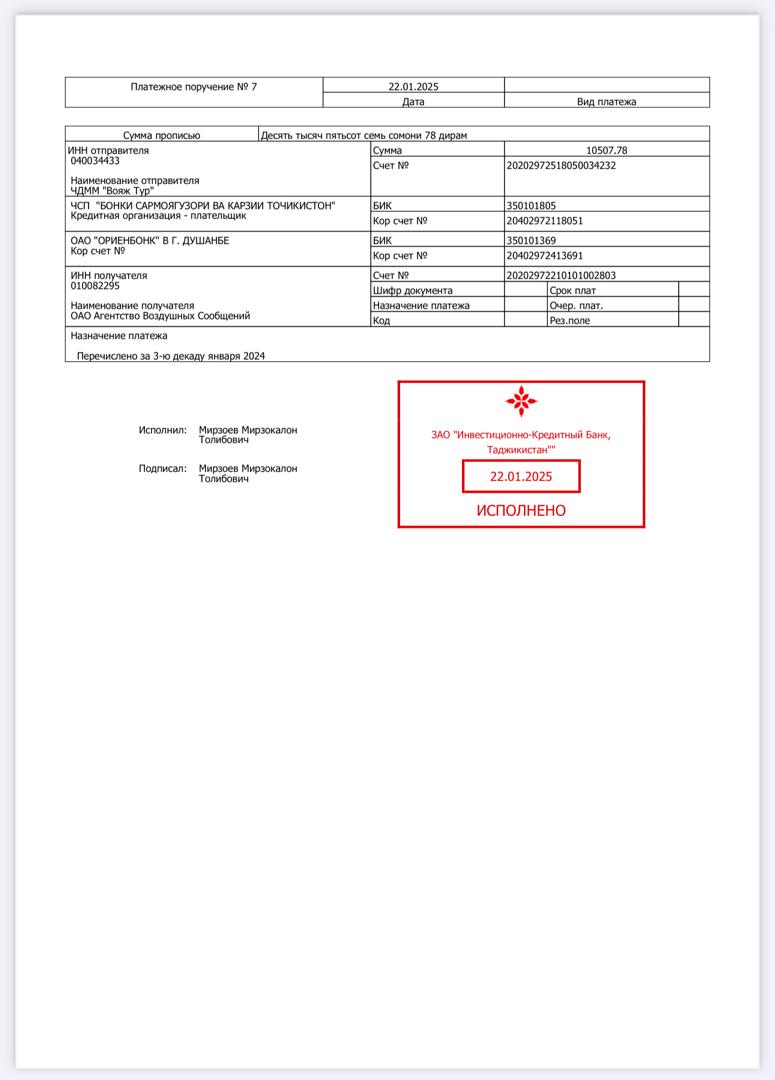 Платежное поручение № 7
22.01.2025
Дата
Вид платежа
Сумма прописью
Десять тысяч пятьсот семь сомони 78 дирам
ИНН отправителя
040034433
Сумма
10507.78
Счет №
20202972518050034232
Наименование отправителя
ЧДММ "Вояж Тур"
ЧСП "БОНКИ САРМОЯГУЗОРИ ВА КАРЗИИ ТОЧИКИСТОН"
Кредитная организация - плательщик
БИК
350101805
Кор счет №
20402972118051
ОАО "ОРИЕНБОНК" В Г. ДУШАНБЕ
Кор счет №
БИК
350101369
Кор счет №
20402972413691
ИНН получателя
010082295
Счет №
20202972210101002803
Шифр документа
Срок плат
Наименование получателя
ОАО Агентство Воздушных Сообщений
Назначение платежа
Очер. плат.
Код
Рез.поле
Назначение платежа
Перечислено за 3-ю декаду января 2024
Исполнил: Мирзоев Мирзокалон
Толибович
Подписал: Мирзоев Мирзокалон
Толибович
ЗАО "Инвестиционно-Кредитный Банк,
Таджикистан""
22.01.2025
ИСПОЛНЕНО